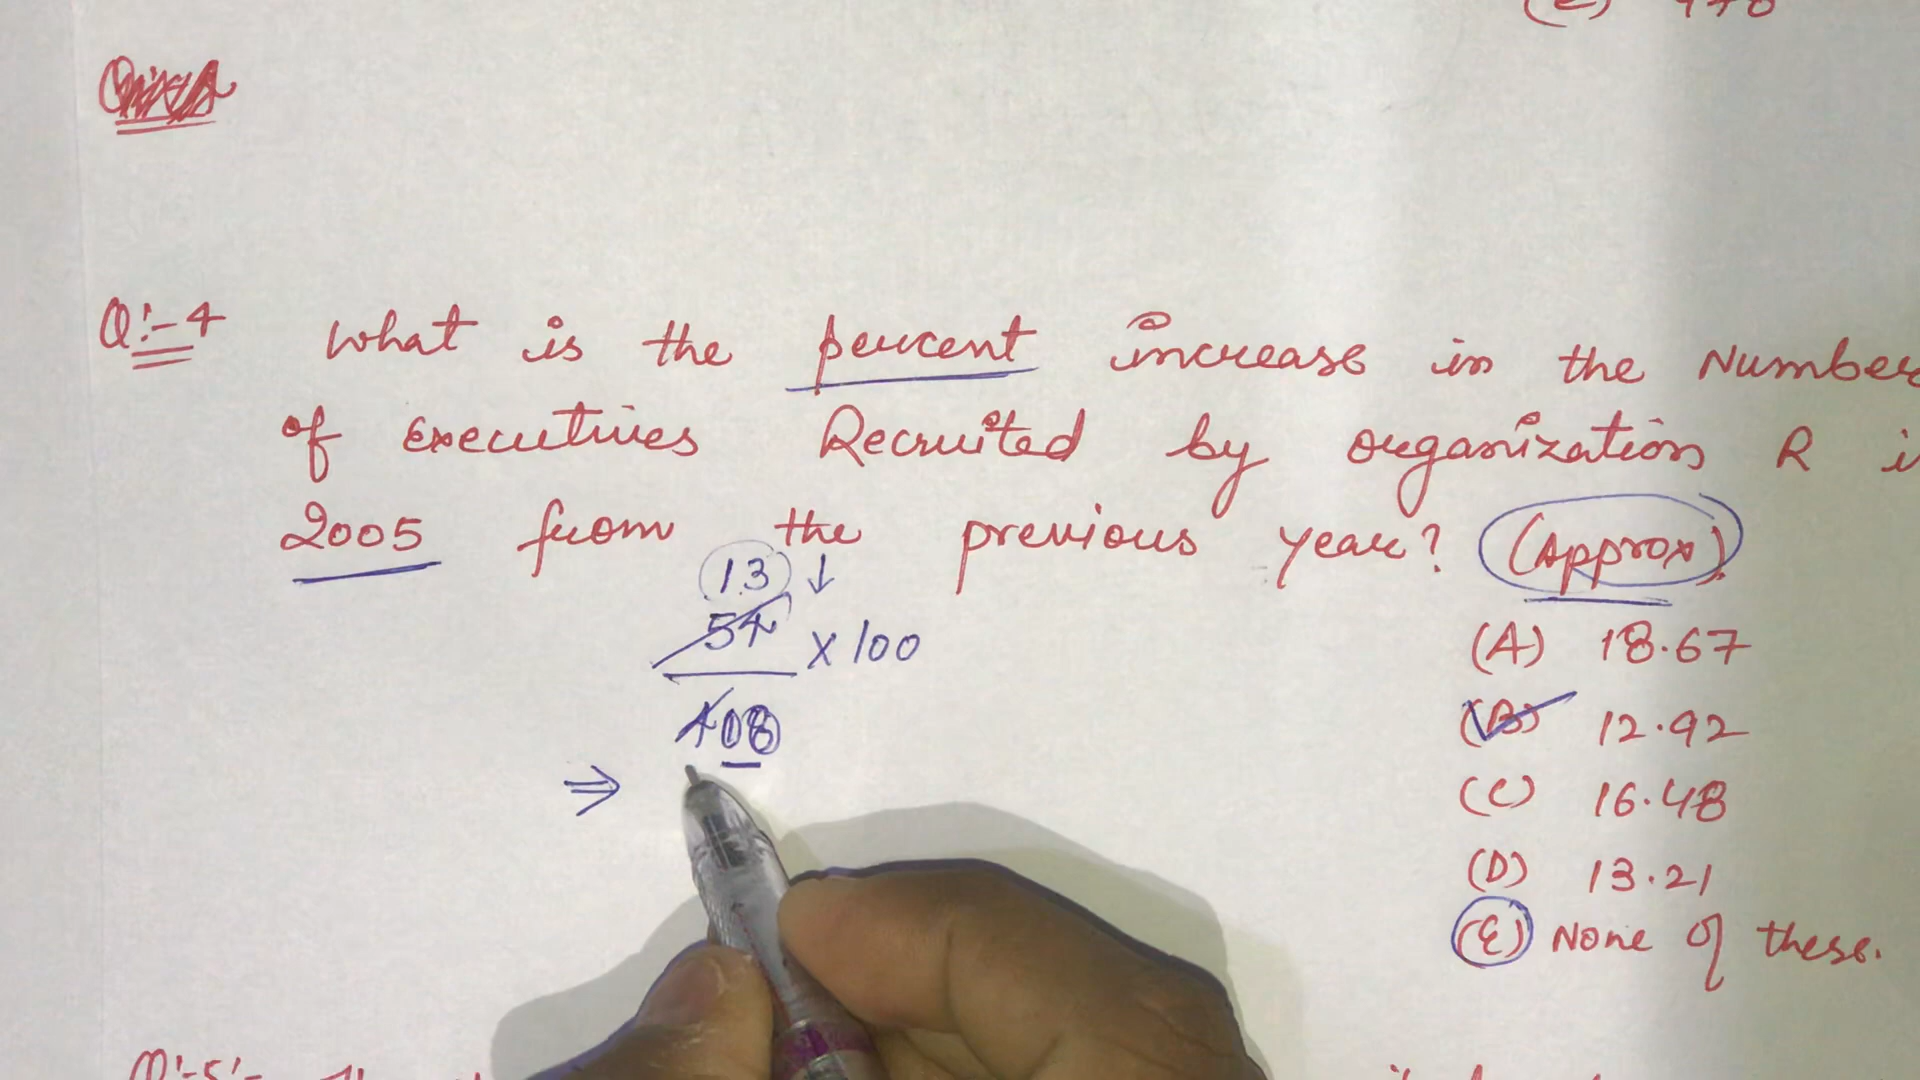 Q:-4 What is the percent increase in the Number
of Executives Recruited by organization R i
2005 from the previous year? (Approx).
13 ↓
54 × 100
408
⇒
(A) 18.67
(B) 12.92
(C) 16.48
(D) 13.21
(E) None of these.
Q:-5:-